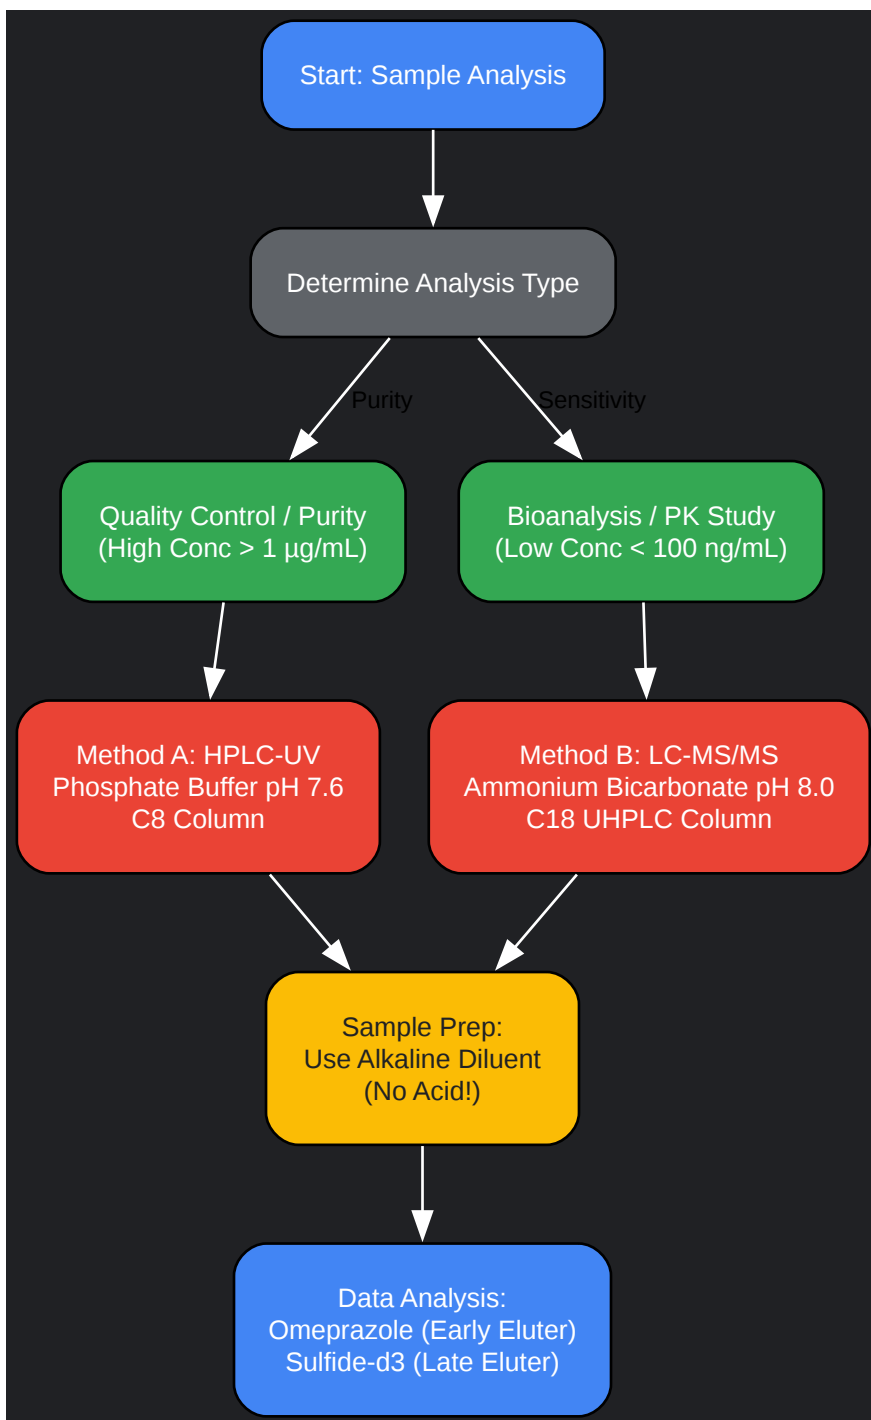 Start: Sample Analysis
Determine Analysis Type
Purity
Sensitivity
Quality Control / Purity
(High Conc > 1 µg/mL)
Bioanalysis / PK Study
(Low Conc < 100 ng/mL)
Method A: HPLC-UV
Phosphate Buffer pH 7.6
C8 Column
Method B: LC-MS/MS
Ammonium Bicarbonate pH 8.0
C18 UHPLC Column
Sample Prep:
Use Alkaline Diluent
(No Acid!)
Data Analysis:
Omeprazole (Early Eluter)
Sulfide-d3 (Late Eluter)